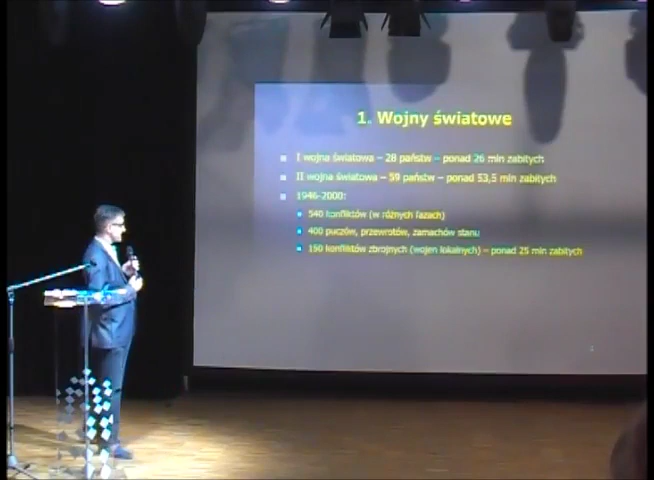 1. Wojny światowe
I wojna światowa – 28 państw – ponad 26 mln zabitych
II wojna światowa – 59 państw – ponad 53,5 mln zabitych
1946-2000:
540 konfliktów (w różnych fazach)
400 puczów, przewrotów, zamachów stanu
150 konfliktów zbrojnych (wojen lokalnych) – ponad 25 mln zabitych